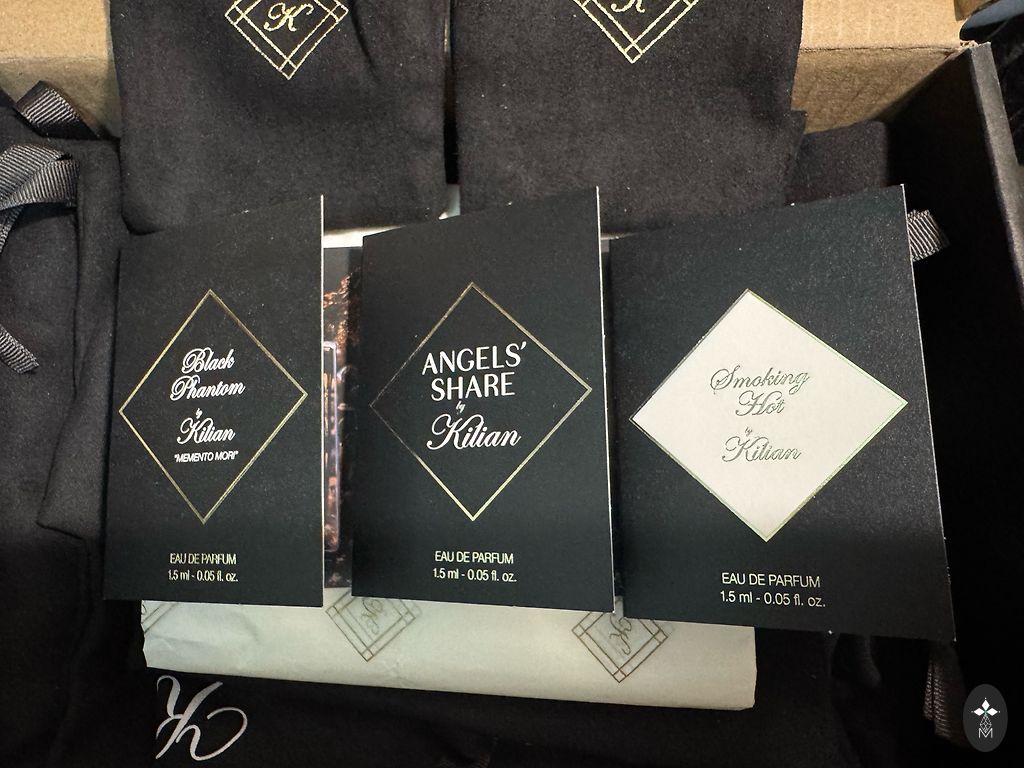 K
K
Black
Phantom
by
Kilian
"MEMENTO MORI"
EAU DE PARFUM
1.5 ml - 0.05 fl. oz.
ANGELS'
SHARE
by
Kilian
EAU DE PARFUM
1.5 ml - 0.05 fl. oz.
Smoking
Hot
by
Kilian
EAU DE PARFUM
1.5 ml - 0.05 fl. oz.
K
K
K
M